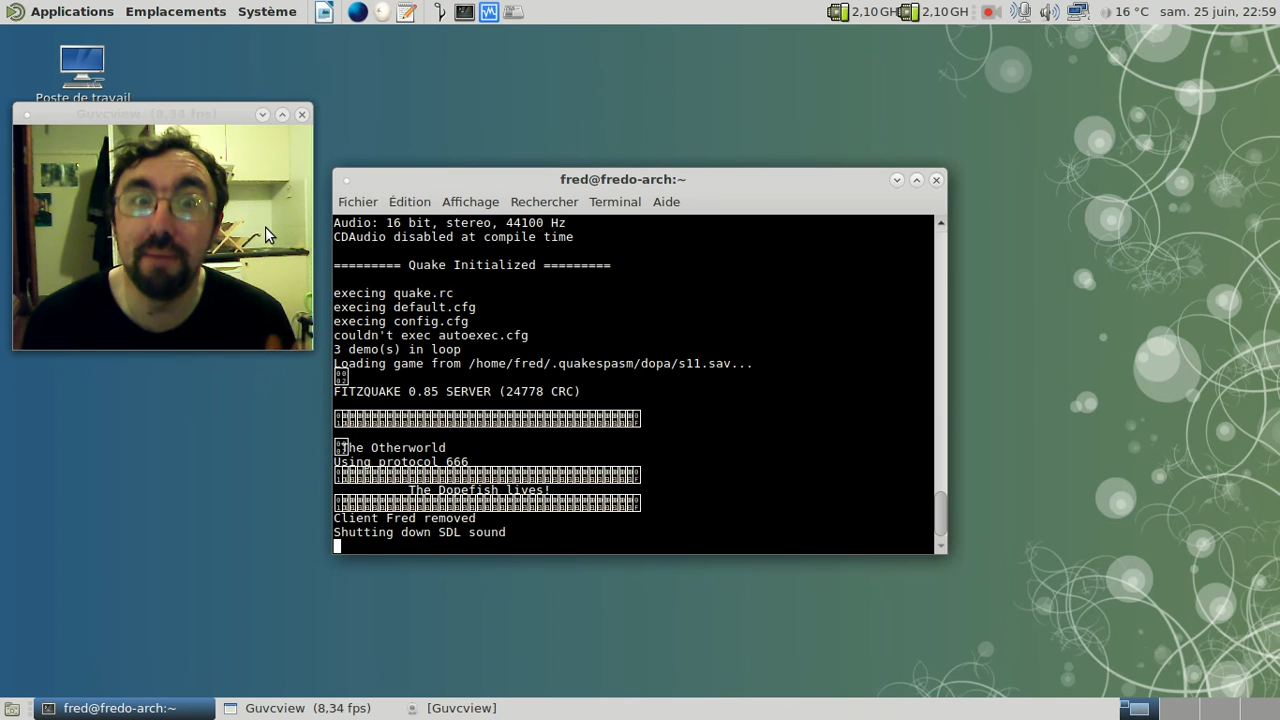 Applications Emplacements Système 2,10 GH 2,10 GH 16 °C sam. 25 juin, 22:59
Poste de travail
Guvcview (8,34 fps)
fred@fredo-arch:~
Fichier Édition Affichage Rechercher Terminal Aide
Audio: 16 bit, stereo, 44100 Hz
CDAudio disabled at compile time
========= Quake Initialized =========
execing quake.rc
execing default.cfg
execing config.cfg
couldn't exec autoexec.cfg
3 demo(s) in loop
Loading game from /home/fred/.quakespasm/dopa/s11.sav...
FITZQUAKE 0.85 SERVER (24778 CRC)
The Otherworld
Using protocol 666
The Dopefish lives!
Client Fred removed
Shutting down SDL sound
fred@fredo-arch:~ Guvcview (8,34 fps) [Guvcview]